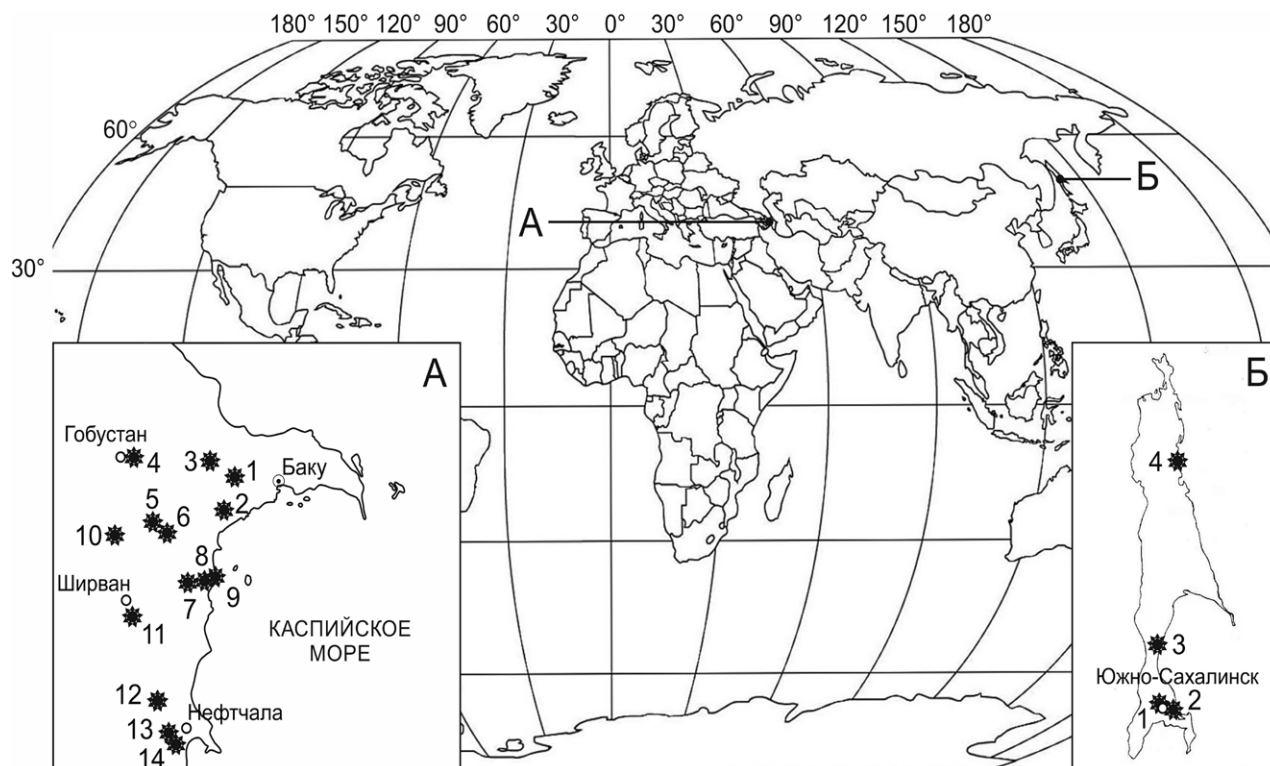 180° 150° 120° 90° 60° 30° 0° 30° 60° 90° 120° 150° 180°
60°
Б
А
30°
А
Гобустан
4
3
1
Баку
5
6
2
10
8
Ширван
7
9
11
КАСПИЙСКОЕ
МОРЕ
12
Нефтчала
13
14
Б
4
3
Южно-Сахалинск
1
2